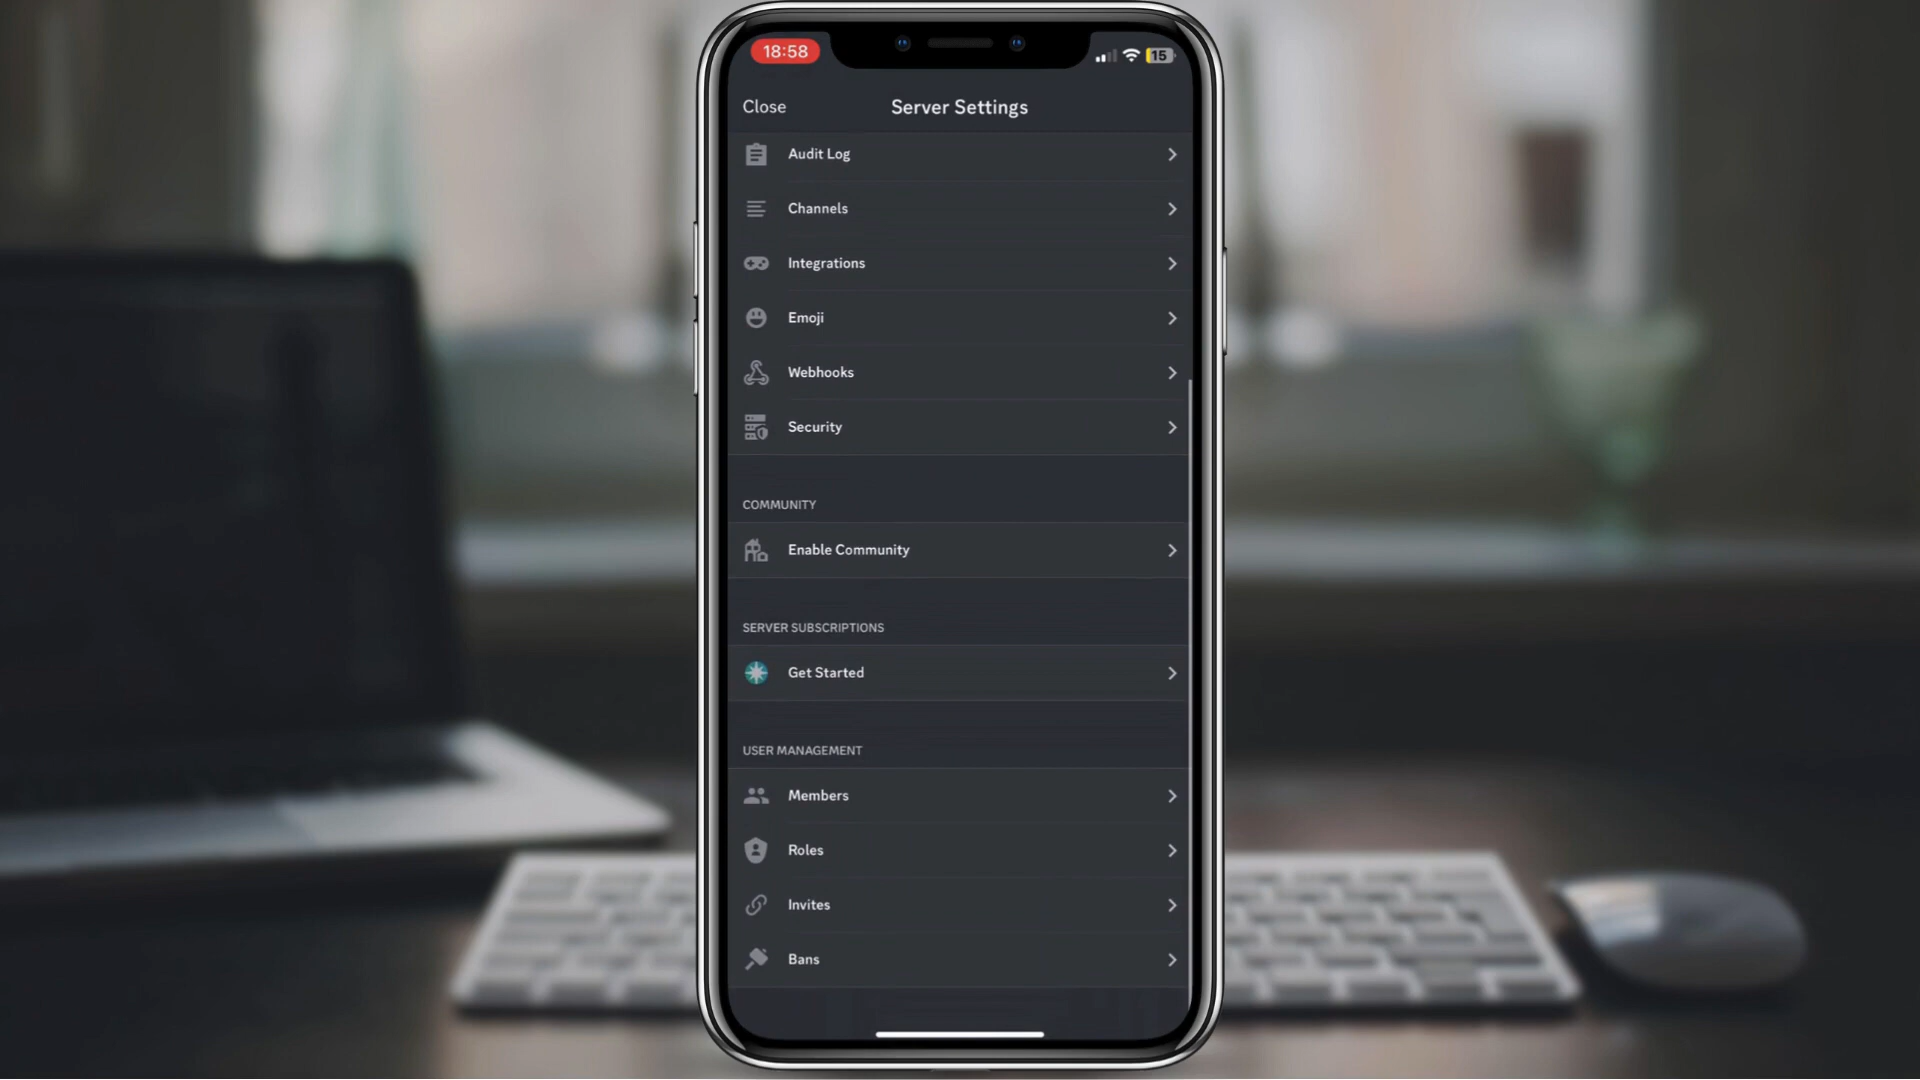 18:58
15
Close
Server Settings
Audit Log
Channels
Integrations
Emoji
Webhooks
Security
COMMUNITY
Enable Community
SERVER SUBSCRIPTIONS
Get Started
USER MANAGEMENT
Members
Roles
Invites
Bans